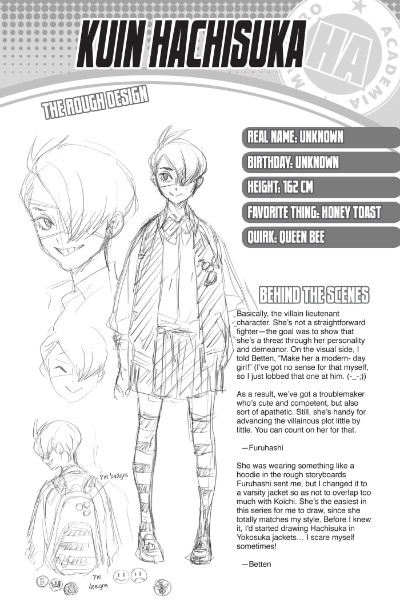 KUIN HACHISUKA
HA
ACADEMIA
THE ROUGH DESIGN
REAL NAME: UNKNOWN
BIRTHDAY: UNKNOWN
HEIGHT: 162 CM
FAVORITE THING: HONEY TOAST
QUIRK: QUEEN BEE
BEHIND THE SCENES
Basically, the villain lieutenant
character. She's not a straightforward
fighter—the goal was to show that
she's a threat through her personality
and demeanor. On the visual side, I
told Betten, "Make her a modern- day
girl!" (I've got no sense for that myself,
so I just lobbed that one at him. (-_-;))
As a result, we've got a troublemaker
who's cute and competent, but also
sort of apathetic. Still, she's handy for
advancing the villainous plot little by
little. You can count on her for that.
—Furuhashi
She was wearing something like a
hoodie in the rough storyboards
Furuhashi sent me, but I changed it to
a varsity jacket so as not to overlap too
much with Koichi. She's the easiest in
this series for me to draw, since she
totally matches my style. Before I knew
it, I'd started drawing Hachisuka in
Yokosuka jackets... I scare myself
sometimes!
—Betten
Pin badges
Pin
designs